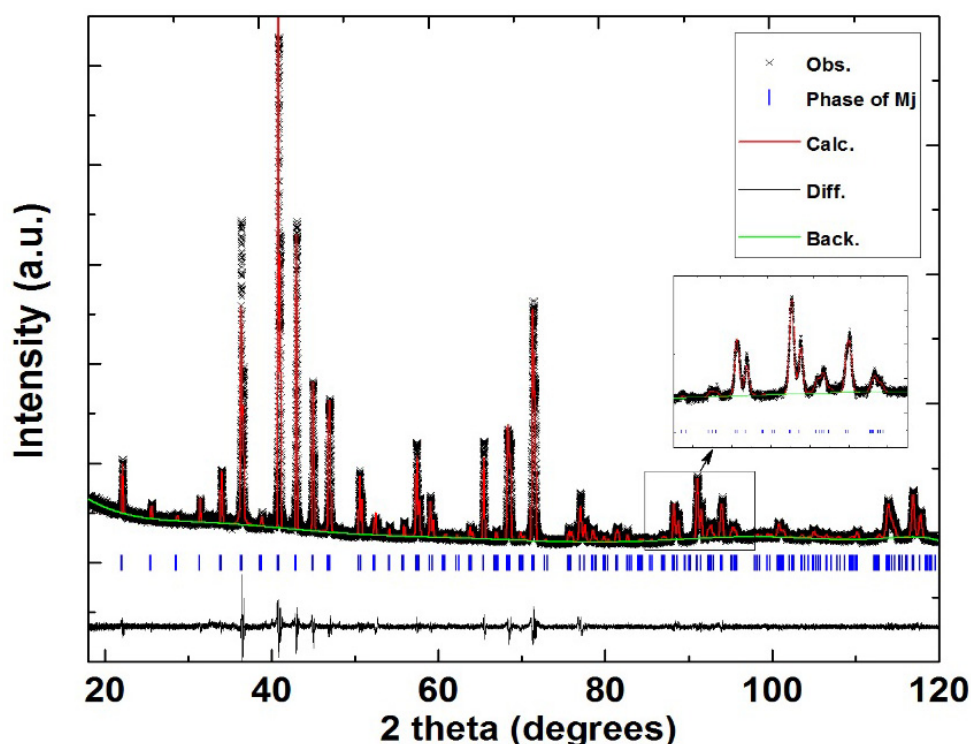 Obs.
Phase of Mj
Calc.
Diff.
Back.
Intensity (a.u.)
20 40 60 80 100 120
2 theta (degrees)